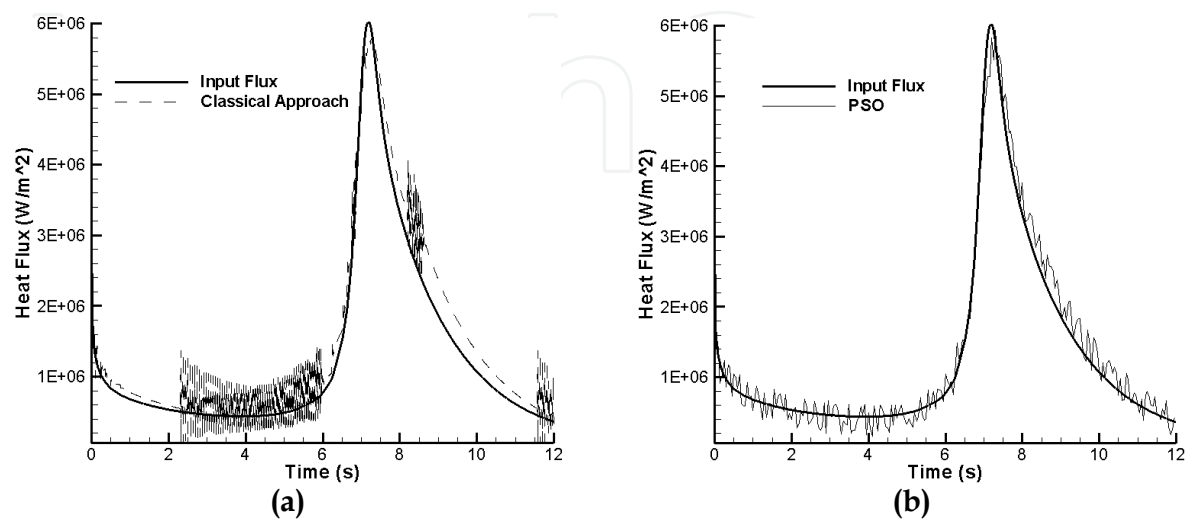 6E+06
5E+06
4E+06
3E+06
2E+06
1E+06
Heat Flux (W/m^2)
Input Flux
Classical Approach
0 2 4 6 8 10 12
Time (s)
(a)
6E+06
5E+06
4E+06
3E+06
2E+06
1E+06
Heat Flux (W/m^2)
Input Flux
PSO
0 2 4 6 8 10 12
Time (s)
(b)